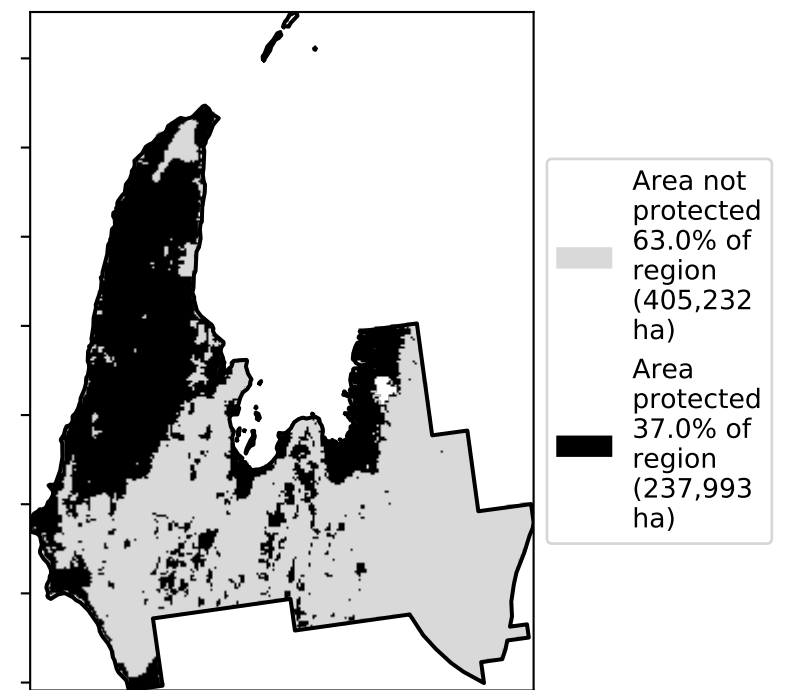 Area not
protected
63.0% of
region
(405,232
ha)
Area
protected
37.0% of
region
(237,993
ha)